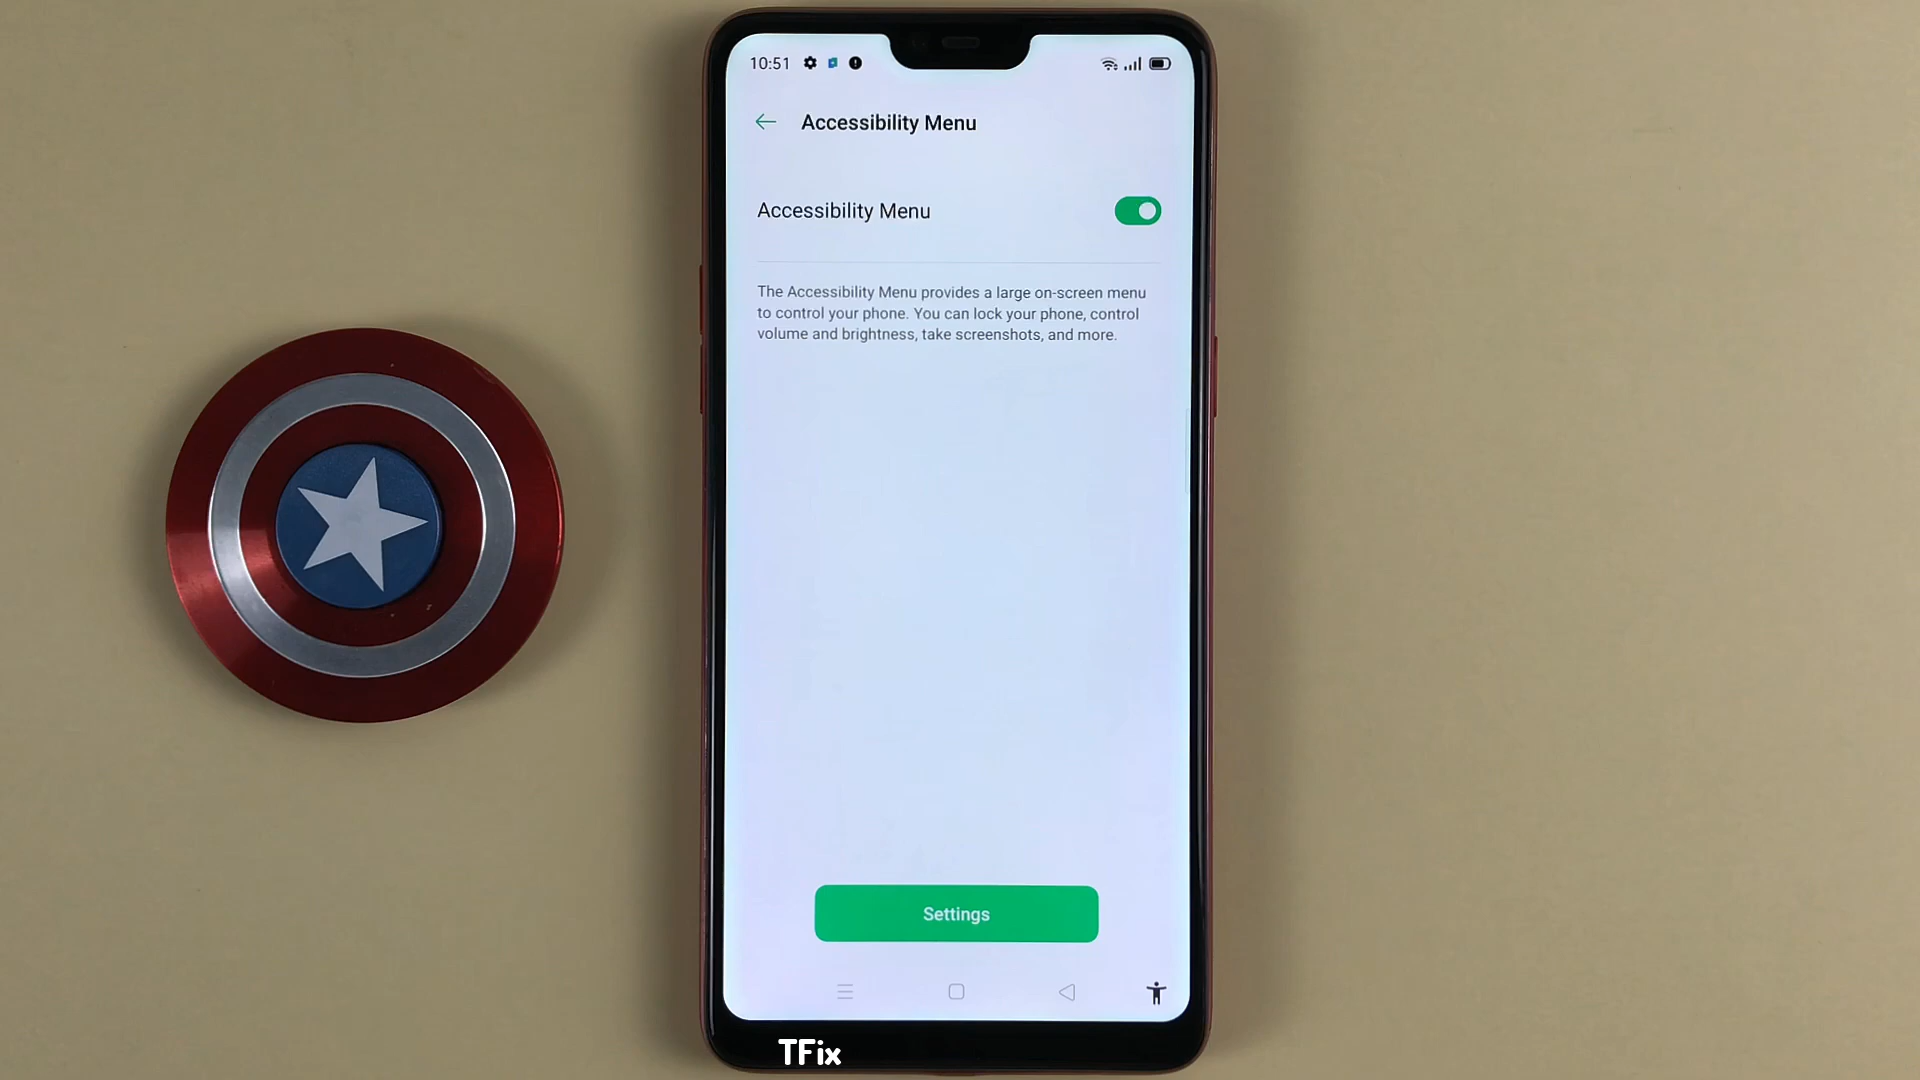 10:51
Accessibility Menu
Accessibility Menu
The Accessibility Menu provides a large on-screen menu
to control your phone. You can lock your phone, control
volume and brightness, take screenshots, and more.
Settings
TFix